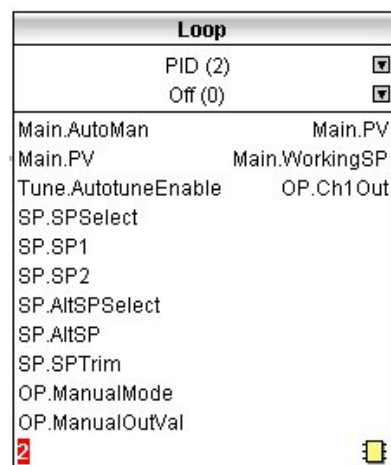 Loop
PID (2)
Off (0)
Main.AutoMan Main.PV
Main.PV Main.WorkingSP
Tune.AutotuneEnable OP.Ch1Out
SP.SPSelect
SP.SP1
SP.SP2
SP.AltSPSelect
SP.AltSP
SP.SPTrim
OP.ManualMode
OP.ManualOutVal
2